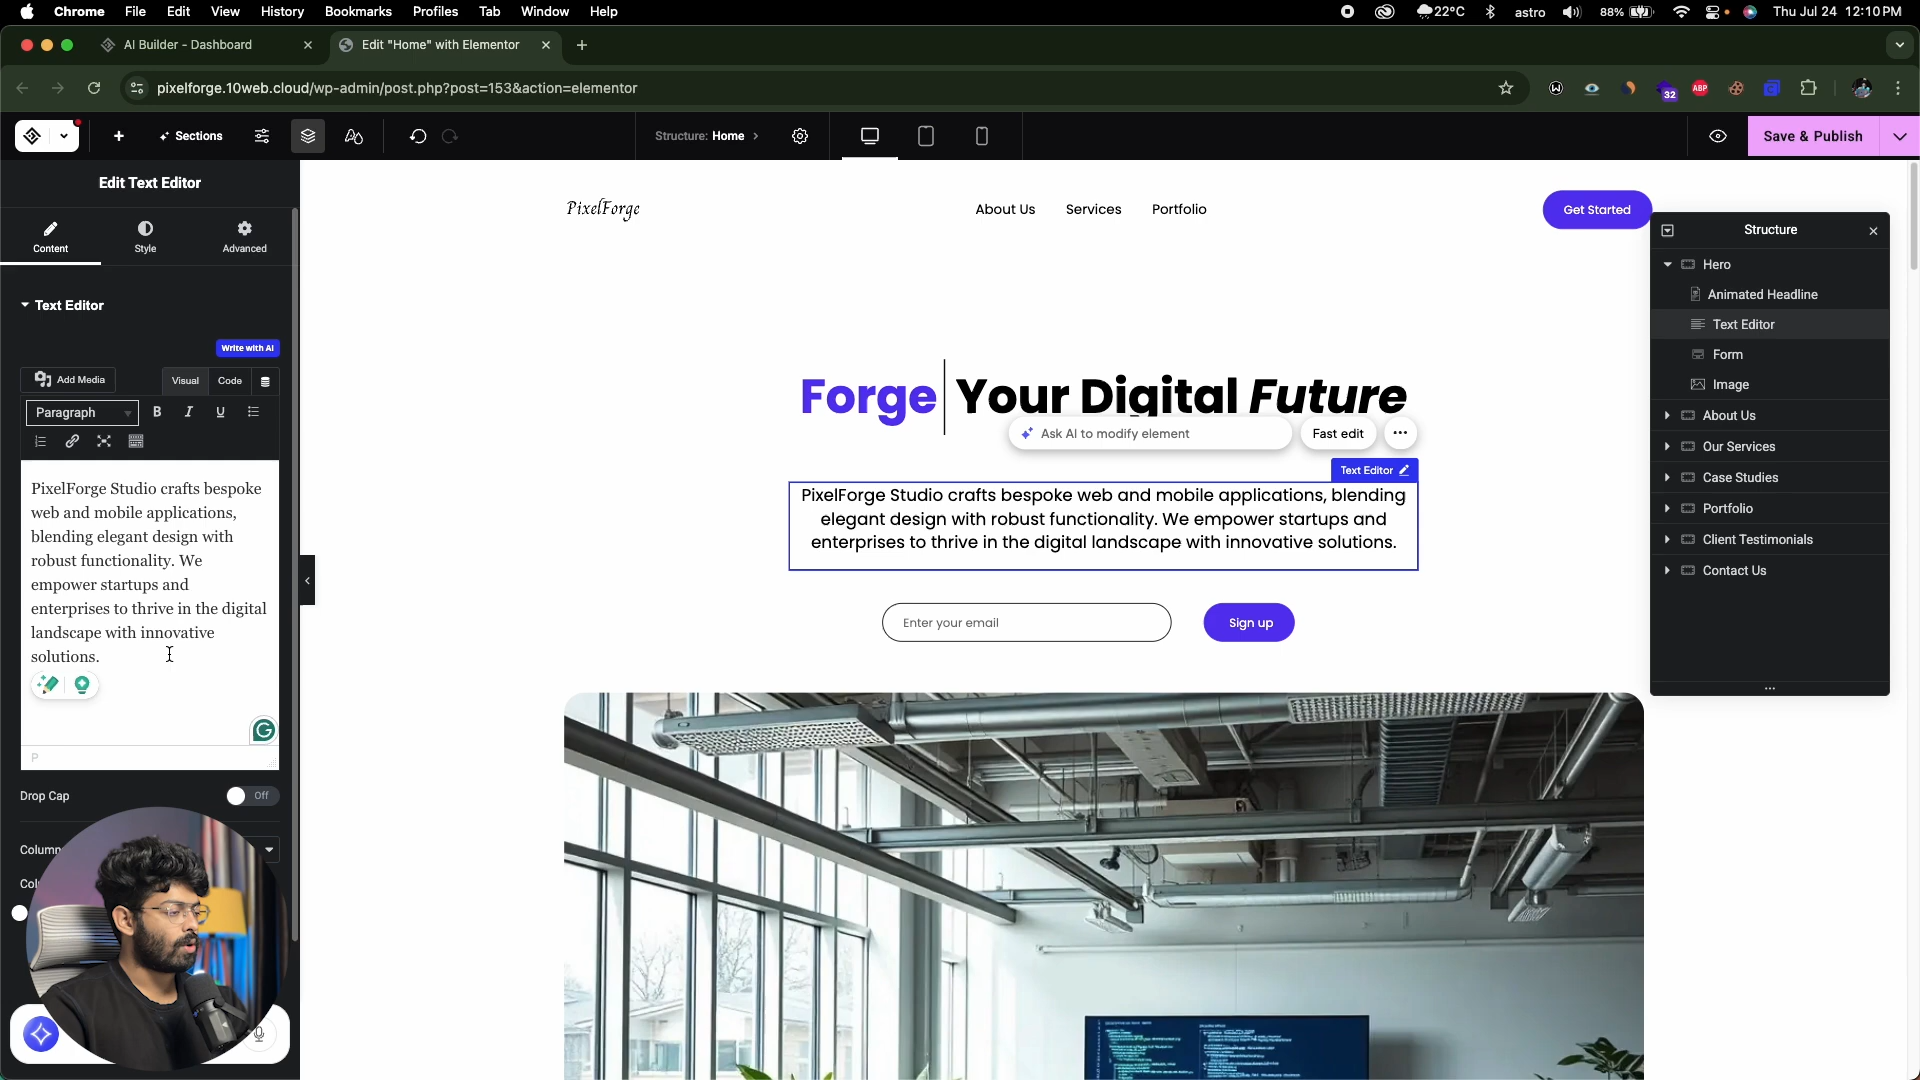 Chrome File Edit View History Bookmarks Profiles Tab Window Help
22°C astro 88% Thu Jul 24 12:10 PM
AI Builder - Dashboard
Edit "Home" with Elementor
pixelforge.10web.cloud/wp-admin/post.php?post=153&action=elementor
32 ABP
Sections
Structure: Home
Save & Publish
Edit Text Editor
Content Style Advanced
Text Editor
Write with AI
Add Media Visual Code
Paragraph B I U
PixelForge Studio crafts bespoke
web and mobile applications,
blending elegant design with
robust functionality. We
empower startups and
enterprises to thrive in the digital
landscape with innovative
solutions.
P
Drop Cap Off
PixelForge
About Us Services Portfolio
Get Started
Forge Your Digital Future
Ask AI to modify element Fast edit
Text Editor
PixelForge Studio crafts bespoke web and mobile applications, blending
elegant design with robust functionality. We empower startups and
enterprises to thrive in the digital landscape with innovative solutions.
Enter your email Sign up
Structure
Hero
Animated Headline
Text Editor
Form
Image
About Us
Our Services
Case Studies
Portfolio
Client Testimonials
Contact Us